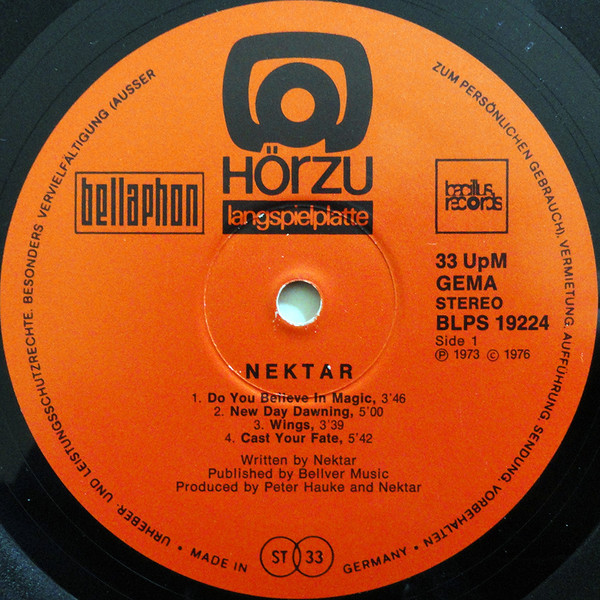 HÖRZU
langspielplatte
bellaphon
bacillus
records
33 UpM
GEMA
STEREO
BLPS 19224
Side 1
℗ 1973 © 1976
NEKTAR
1. Do You Believe In Magic, 3'46
2. New Day Dawning, 5'00
3. Wings, 3'39
4. Cast Your Fate, 5'42
Written by Nektar
Published by Bellver Music
Produced by Peter Hauke and Nektar
URHEBER- UND LEISTUNGSSCHUTZRECHTE. BESONDERS VERVIELFÄLTIGUNG (AUSSER ZUM PERSÖNLICHEN GEBRAUCH), VERMIETUNG, AUFFÜHRUNG, SENDUNG, VORBEHALTEN •
• MADE IN GERMANY •
ST 33